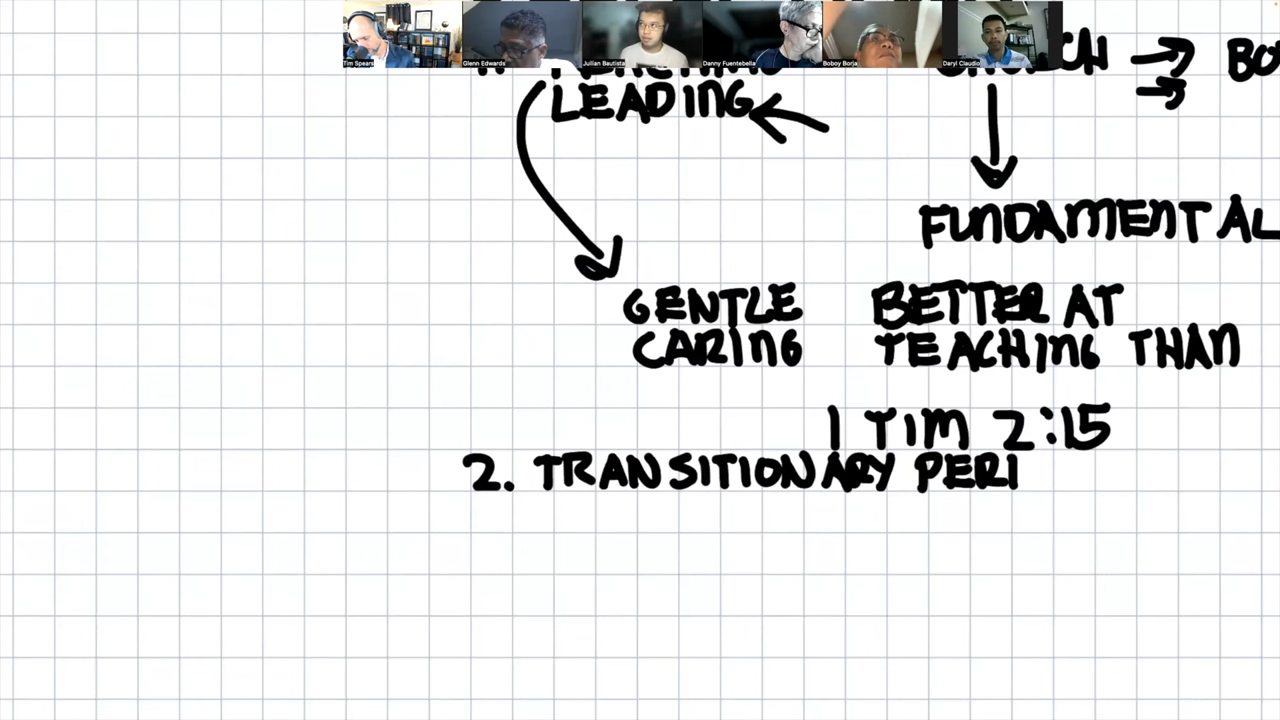 Tim Spears Glenn Edwards Julian Bautista Danny Fuentebella Boboy Borja Daryl Claudio
LEADING
FUNDAMENTAL
GENTLE BETTER AT
CARING TEACHING THAN
1 TIM 2:15
2. TRANSITIONARY PERI